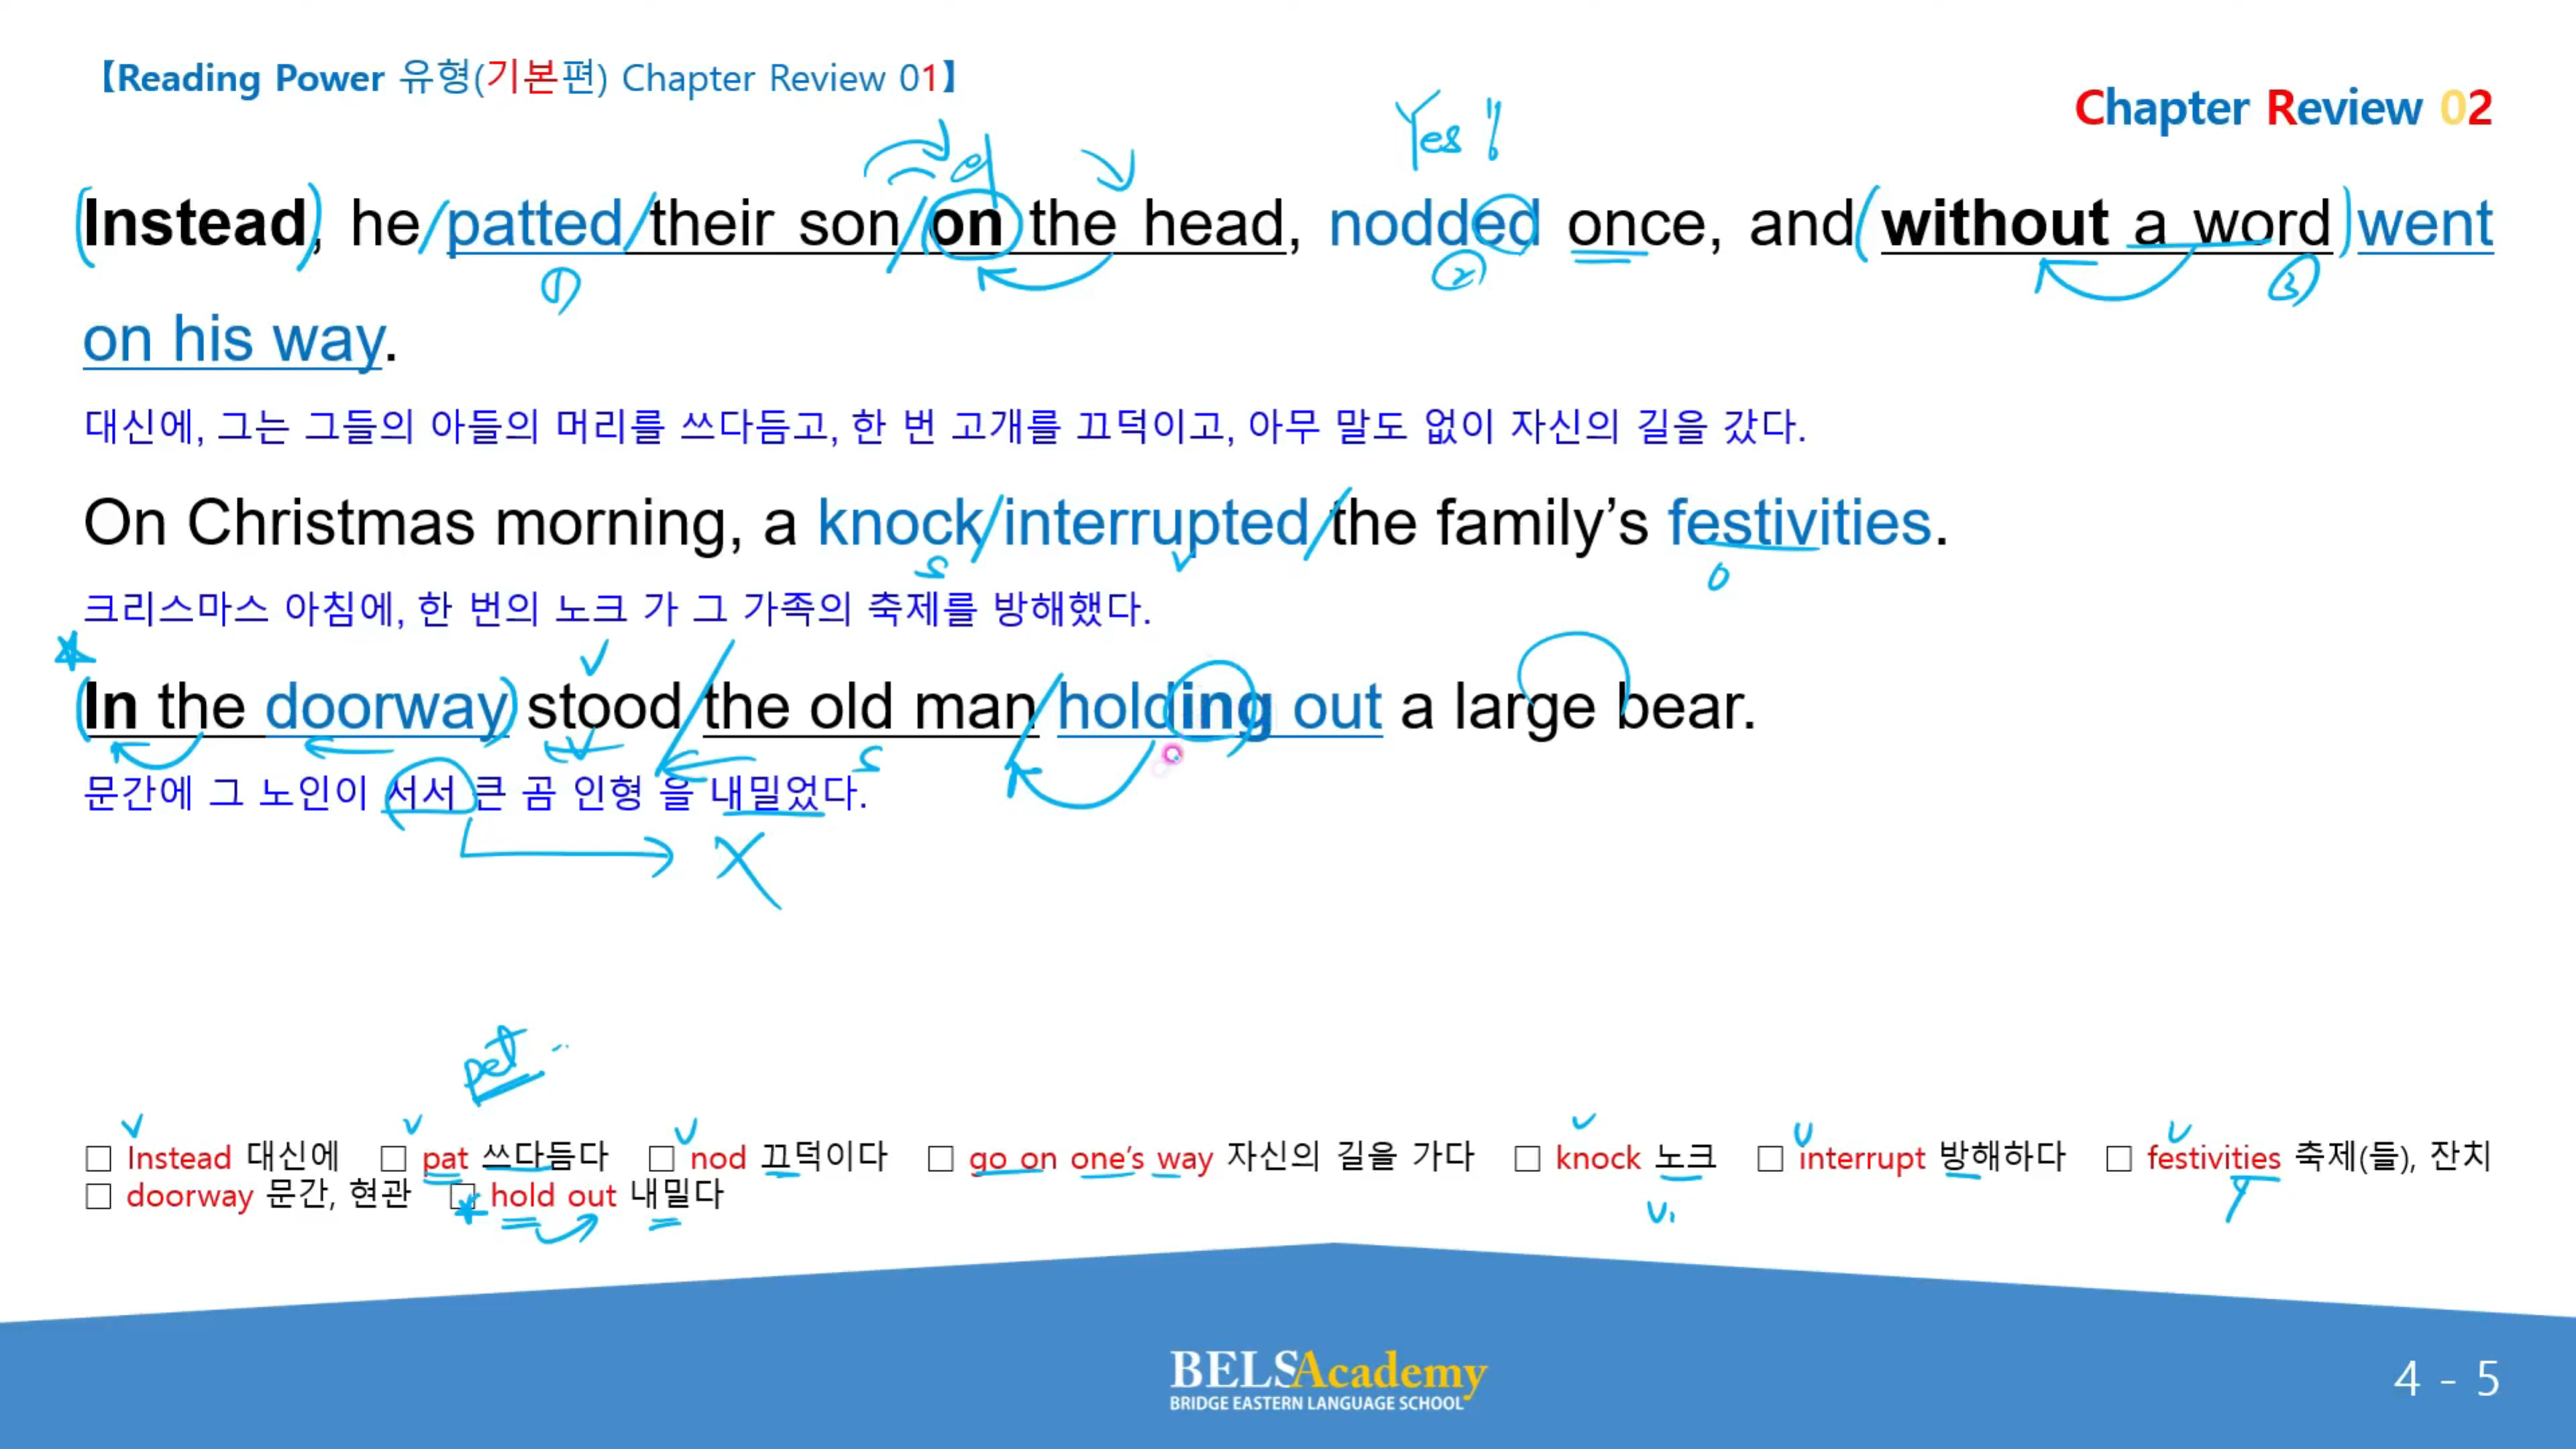 【Reading Power 유형(기본편) Chapter Review 01】
Chapter Review 02
Yes!
Instead, he patted their son on the head, nodded once, and without a word went
① ② ③
on his way.
대신에, 그는 그들의 아들의 머리를 쓰다듬고, 한 번 고개를 끄덕이고, 아무 말도 없이 자신의 길을 갔다.
On Christmas morning, a knock interrupted the family’s festivities.
S V O
크리스마스 아침에, 한 번의 노크 가 그 가족의 축제를 방해했다.
In the doorway stood the old man holding out a large bear.
S
문간에 그 노인이 서서 큰 곰 인형 을 내밀었다.
X
pet
□ Instead 대신에 □ pat 쓰다듬다 □ nod 끄덕이다 □ go on one’s way 자신의 길을 가다 □ knock 노크 □ interrupt 방해하다 □ festivities 축제(들), 잔치
□ doorway 문간, 현관 □ hold out 내밀다
BELSAcademy
BRIDGE EASTERN LANGUAGE SCHOOL
4 - 5